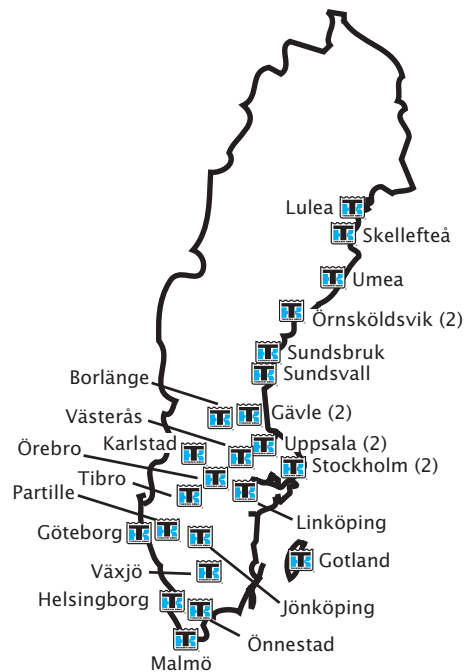 Lulea
Skellefteå
Umea
Örnsköldsvik (2)
Sundsbruk
Sundsvall
Borlänge
Gävle (2)
Västerås
Uppsala (2)
Karlstad
Stockholm (2)
Örebro
Tibro
Linköping
Partille
Göteborg
Gotland
Växjö
Jönköping
Helsingborg
Önnestad
Malmö